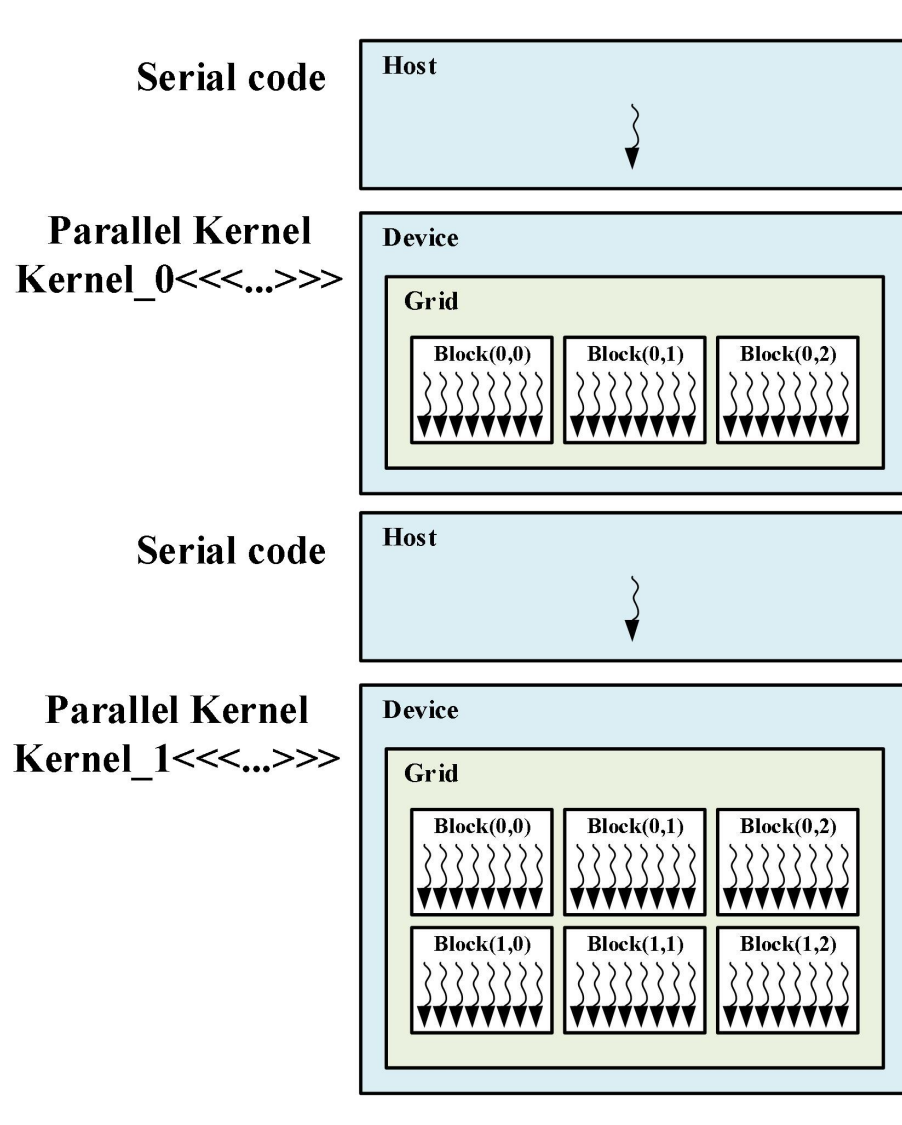 Serial code
Host
Parallel Kernel
Kernel_0<<<...>>>
Device
Grid
Block(0,0) Block(0,1) Block(0,2)
Serial code
Host
Parallel Kernel
Kernel_1<<<...>>>
Device
Grid
Block(0,0) Block(0,1) Block(0,2)
Block(1,0) Block(1,1) Block(1,2)